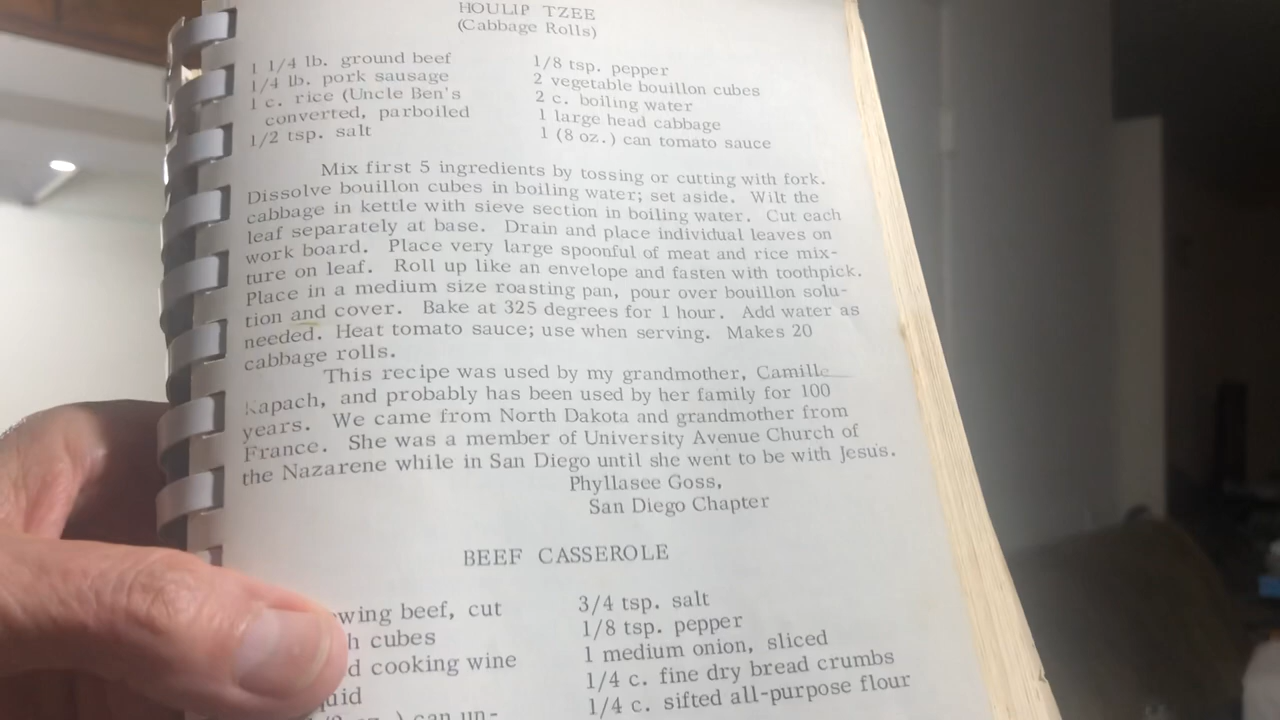 HOULIP TZEE
(Cabbage Rolls)
1 1/4 lb. ground beef
1/4 lb. pork sausage
1 c. rice (Uncle Ben's
converted, parboiled
1/2 tsp. salt
1/8 tsp. pepper
2 vegetable bouillon cubes
2 c. boiling water
1 large head cabbage
1 (8 oz.) can tomato sauce
Mix first 5 ingredients by tossing or cutting with fork.
Dissolve bouillon cubes in boiling water; set aside. Wilt the
cabbage in kettle with sieve section in boiling water. Cut each
leaf separately at base. Drain and place individual leaves on
work board. Place very large spoonful of meat and rice mix-
ture on leaf. Roll up like an envelope and fasten with toothpick.
Place in a medium size roasting pan, pour over bouillon solu-
tion and cover. Bake at 325 degrees for 1 hour. Add water as
needed. Heat tomato sauce; use when serving. Makes 20
cabbage rolls.
This recipe was used by my grandmother, Camille
Kapach, and probably has been used by her family for 100
years. We came from North Dakota and grandmother from
France. She was a member of University Avenue Church of
the Nazarene while in San Diego until she went to be with Jesus.
Phyllasee Goss,
San Diego Chapter
BEEF CASSEROLE
wing beef, cut
h cubes
d cooking wine
uid
can un-
3/4 tsp. salt
1/8 tsp. pepper
1 medium onion, sliced
1/4 c. fine dry bread crumbs
1/4 c. sifted all-purpose flour